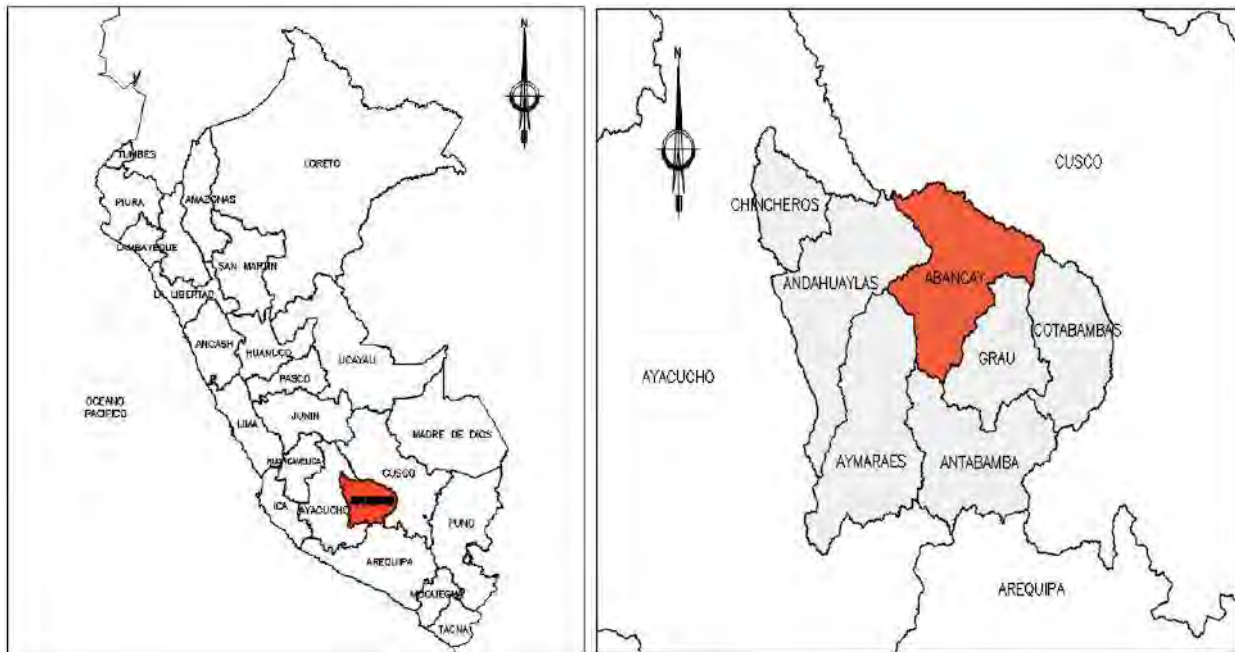 N
TUMBES
LORETO
PIURA
AMAZONAS
LAMBAYEQUE
SAN MARTIN
LA LIBERTAD
ANCASH
HUANUCO
UCAYALI
PASCO
OCEANO
PACIFICO
JUNIN
LIMA
MADRE DE DIOS
HUANCAVELICA
CUSCO
ICA
AYACUCHO
PUNO
AREQUIPA
MOQUEGUA
TACNA
N
CUSCO
CHINCHEROS
ANDAHUAYLAS
ABANCAY
COTABAMBAS
GRAU
AYACUCHO
AYMARAES
ANTABAMBA
AREQUIPA